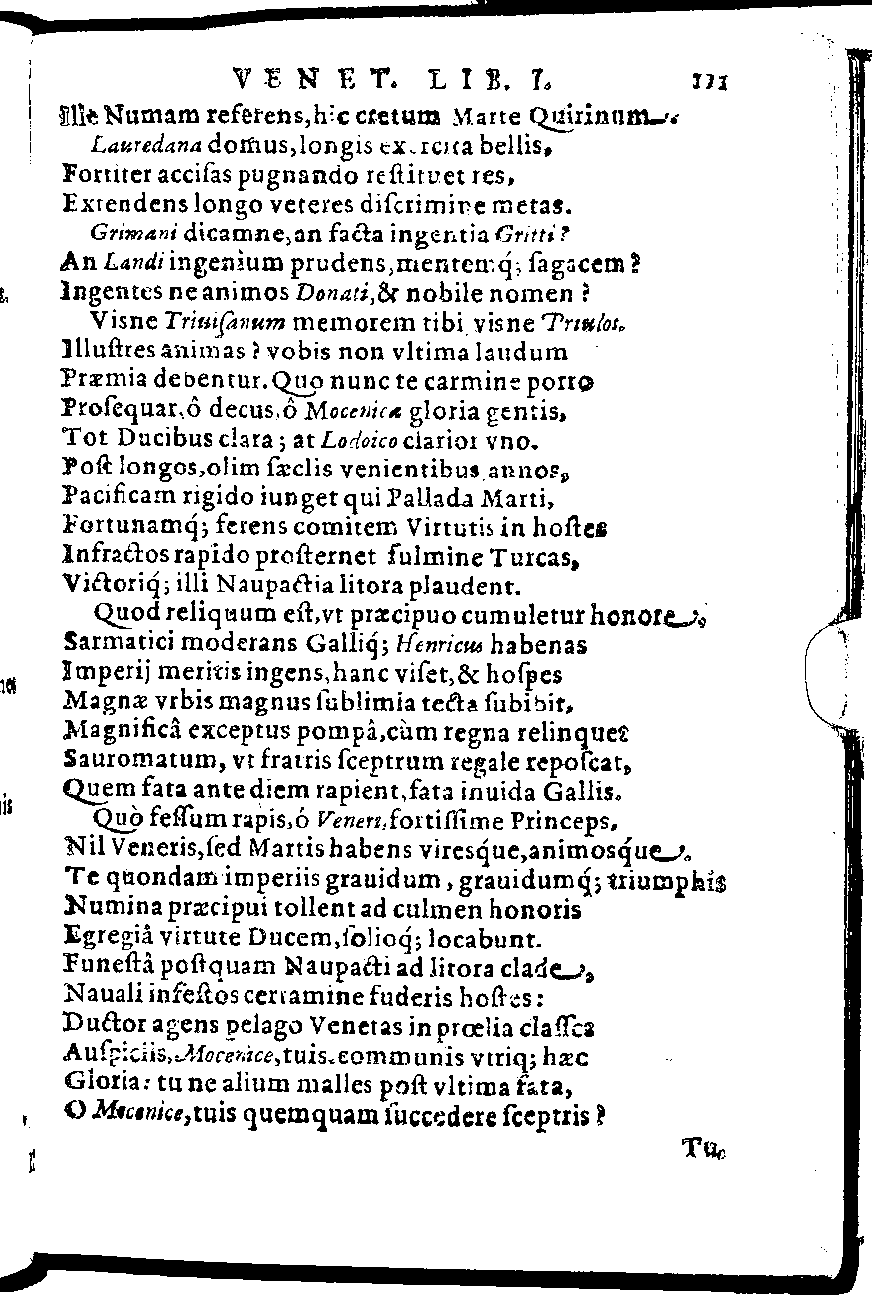 VENET. LIB. I. 111
Ille Numam referens, hic cretum Marte Quirinum.
Lauredana domus, longis exercita bellis,
Fortiter accisas pugnando restituet res,
Extendens longo veteres discrimine metas.
Grimani dicamne, an facta ingentia Gritti?
An Landi ingenium prudens, mentemq́; sagacem?
Ingentes ne animos Donati, & nobile nomen?
Visne Triuisanum memorem tibi, visne Priulos.
Illustres animas? vobis non vltima laudum
Præmia debentur. Quo nunc te carmine porro
Prosequar, ô decus, ô Mocenica gloria gentis,
Tot Ducibus clara; at Lodoico clarior vno.
Post longos, olim sæclis venientibus annos,
Pacificam rigido iunget qui Pallada Marti,
Fortunamq́; ferens comitem Virtutis in hostes
Infractos rapido prosternet fulmine Turcas,
Victoriq́; illi Naupactia litora plaudent.
Quod reliquum est, vt præcipuo cumuletur honore.
Sarmatici moderans Galliq́; Henricus habenas
Imperij meritis ingens, hanc viset, & hospes
Magnæ vrbis magnus sublimia tecta subibit,
Magnificâ exceptus pompâ, cùm regna relinquet
Sauromatum, vt fratris sceptrum regale reposcat,
Quem fata ante diem rapient, fata inuida Gallis.
Quò fessum rapis, ó Veneri, fortissime Princeps,
Nil Veneris, sed Martis habens viresq́ue, animosq́ue.
Te quondam imperiis grauidum, grauidumq́; triumphis
Numina præcipui tollent ad culmen honoris
Egregiâ virtute Ducem, solioq́; locabunt.
Funestâ postquam Naupacti ad litora clade,
Nauali infestos certamine fuderis hostes:
Ductor agens pelago Venetas in prœlia classes
Auspiciis, Mocenice, tuis. communis vtriq; hæc
Gloria: tu ne alium malles post vltima fata,
O Mocenice, tuis quemquam succedere sceptris?
Tu.